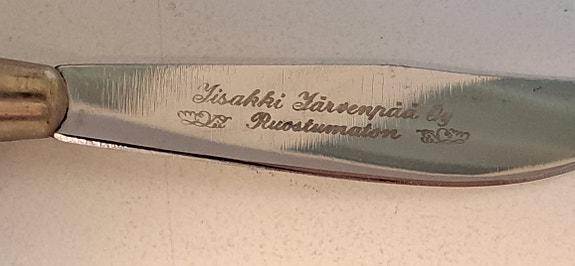 Iisakki Järvenpää Oy
Ruostumaton